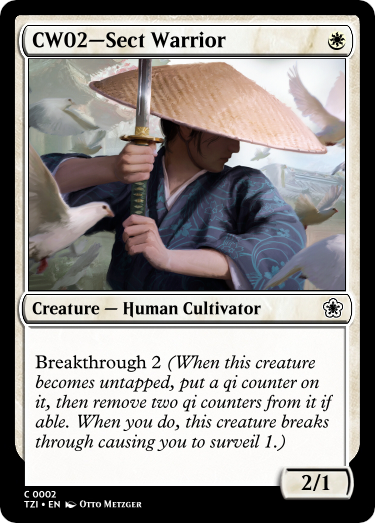 CW02—Sect Warrior
Creature — Human Cultivator
Breakthrough 2 (When this creature
becomes untapped, put a qi counter on
it, then remove two qi counters from it if
able. When you do, this creature breaks
through causing you to surveil 1.)
2/1
C 0002
TZI • EN Otto Metzger